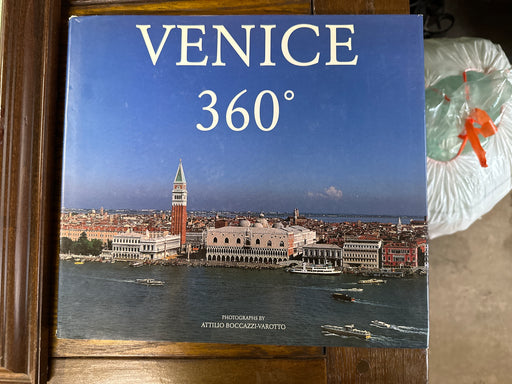 VENICE
360°
PHOTOGRAPHS BY
ATTILIO BOCCAZZI-VAROTTO